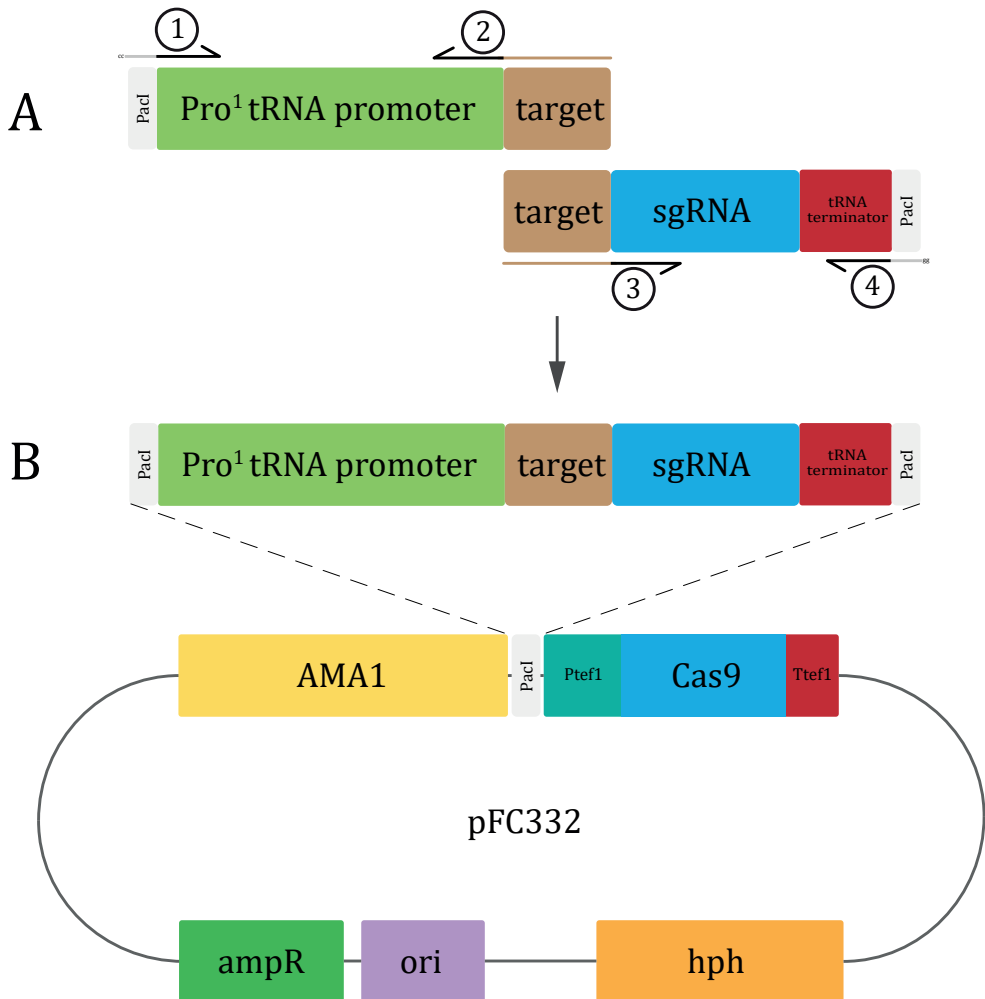 1
2
cc
PacI
Pro¹ tRNA promoter
target
A
target
sgRNA
tRNA
terminator
PacI
3
4
B
PacI
Pro¹ tRNA promoter
target
sgRNA
tRNA
terminator
PacI
AMA1
PacI
Ptef1
Cas9
Ttef1
pFC332
ampR
ori
hph